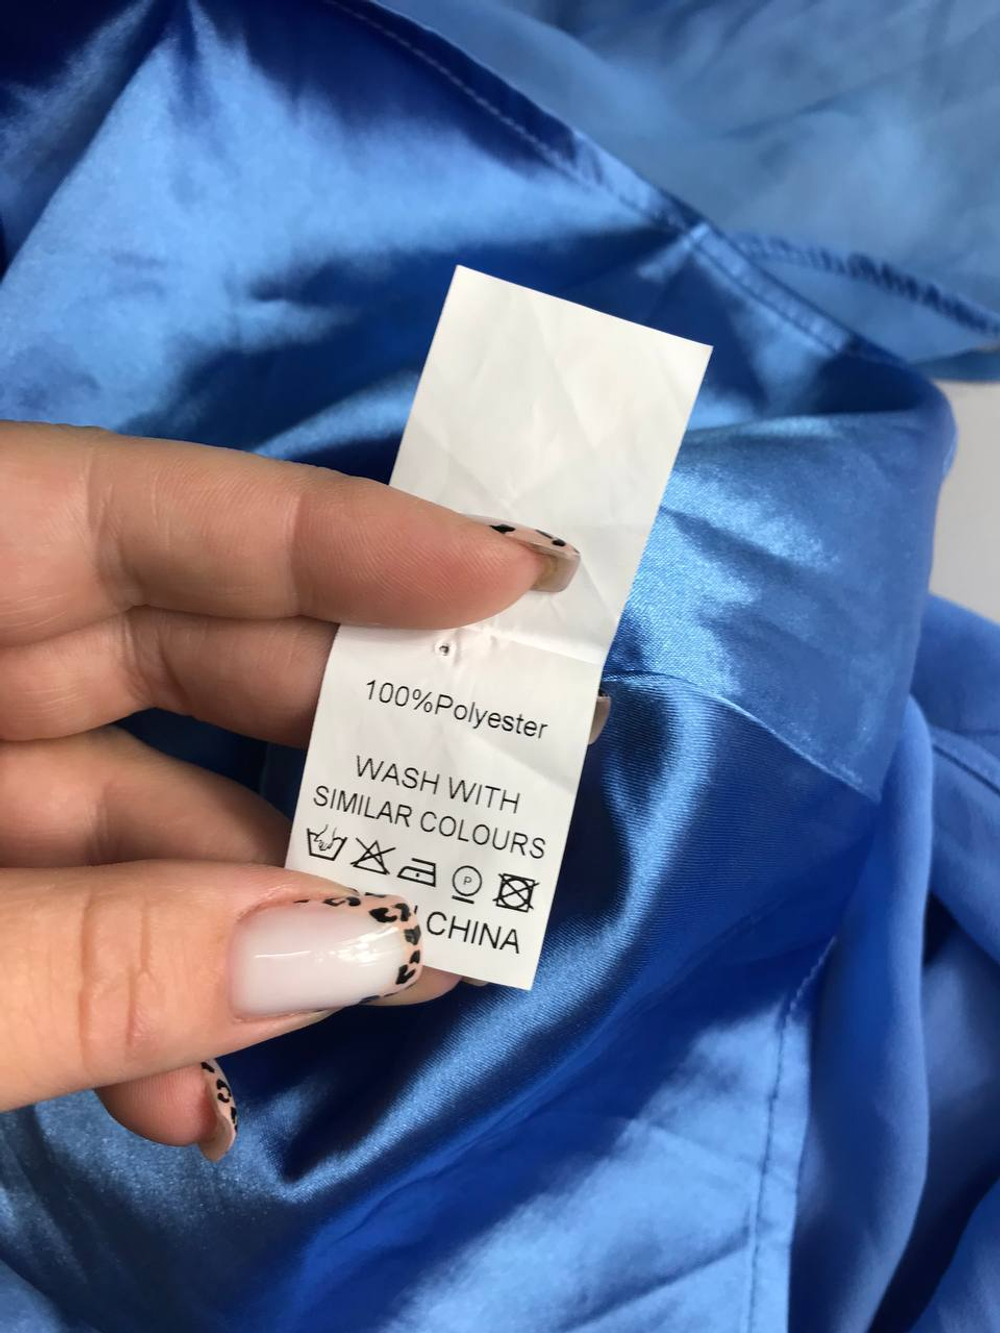 100%Polyester
WASH WITH
SIMILAR COLOURS
P
CHINA